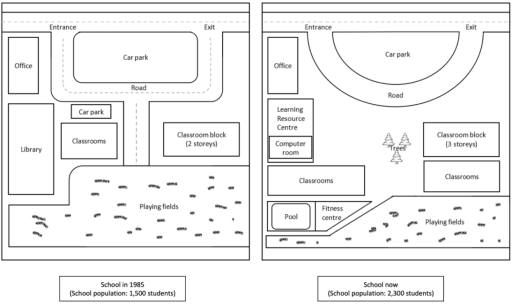 Entrance
Exit
Car park
Office
Road
Car park
Library
Classrooms
Classroom block
(2 storeys)
Playing fields
School in 1985
(School population: 1,500 students)
Entrance
Exit
Car park
Office
Road
Learning
Resource
Centre
Computer
room
Trees
Classroom block
(3 storeys)
Classrooms
Classrooms
Pool
Fitness
centre
Playing fields
School now
(School population: 2,300 students)